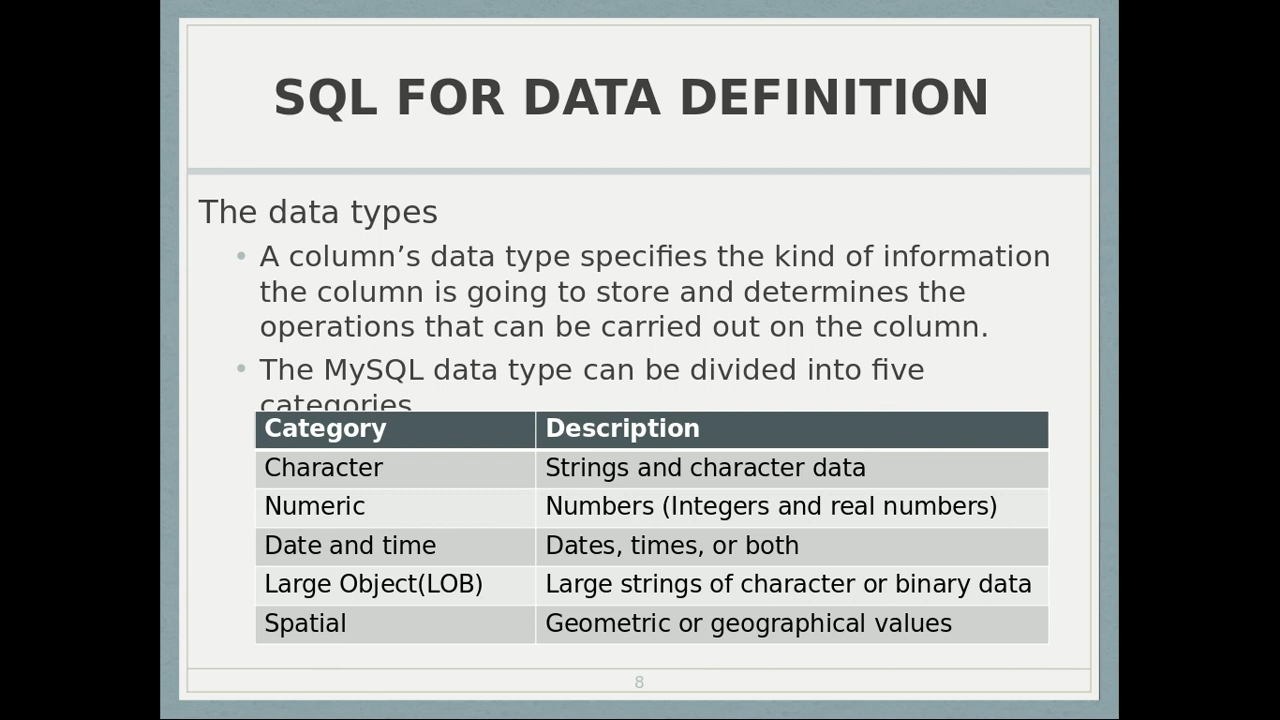 SQL FOR DATA DEFINITION
The data types
• A column’s data type specifies the kind of information
the column is going to store and determines the
operations that can be carried out on the column.
• The MySQL data type can be divided into five
categories
Category Description
Character Strings and character data
Numeric Numbers (Integers and real numbers)
Date and time Dates, times, or both
Large Object(LOB) Large strings of character or binary data
Spatial Geometric or geographical values
8